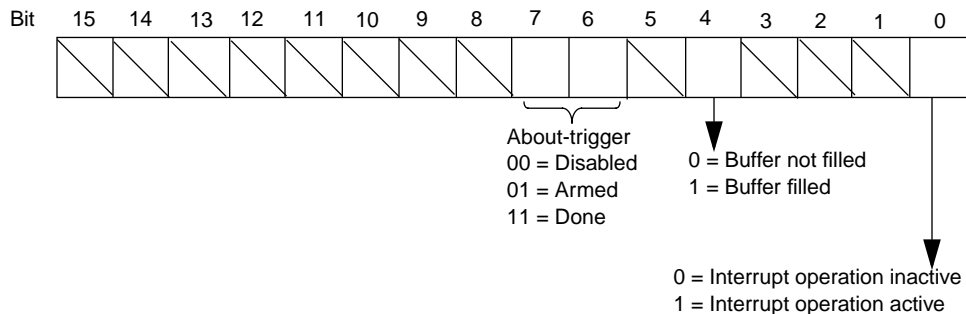 Bit 15 14 13 12 11 10 9 8 7 6 5 4 3 2 1 0
About-trigger
00 = Disabled
01 = Armed
11 = Done
0 = Buffer not filled
1 = Buffer filled
0 = Interrupt operation inactive
1 = Interrupt operation active